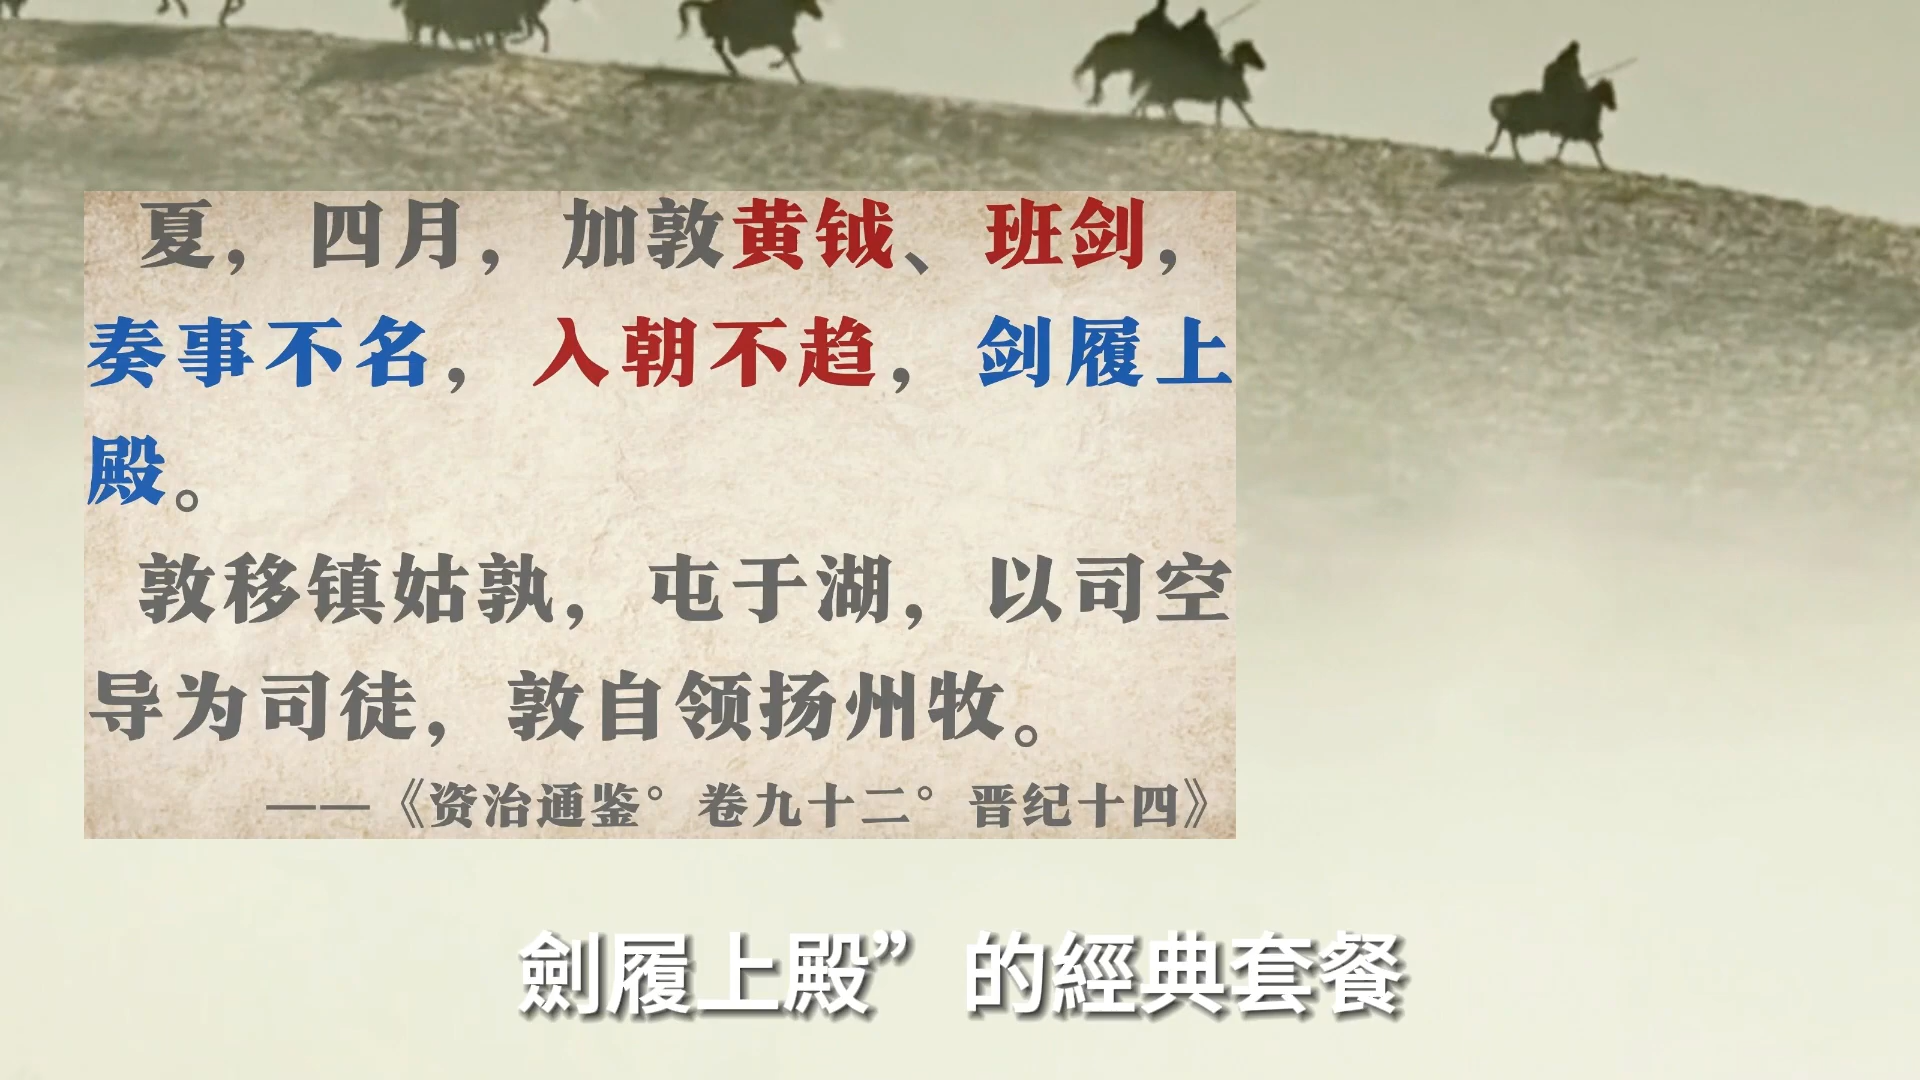 夏，四月，加敦黄钺、班剑，
奏事不名，入朝不趋，剑履上
殿。
敦移镇姑孰，屯于湖，以司空
导为司徒，敦自领扬州牧。
——《资治通鉴°卷九十二°晋纪十四》
劍履上殿”的經典套餐